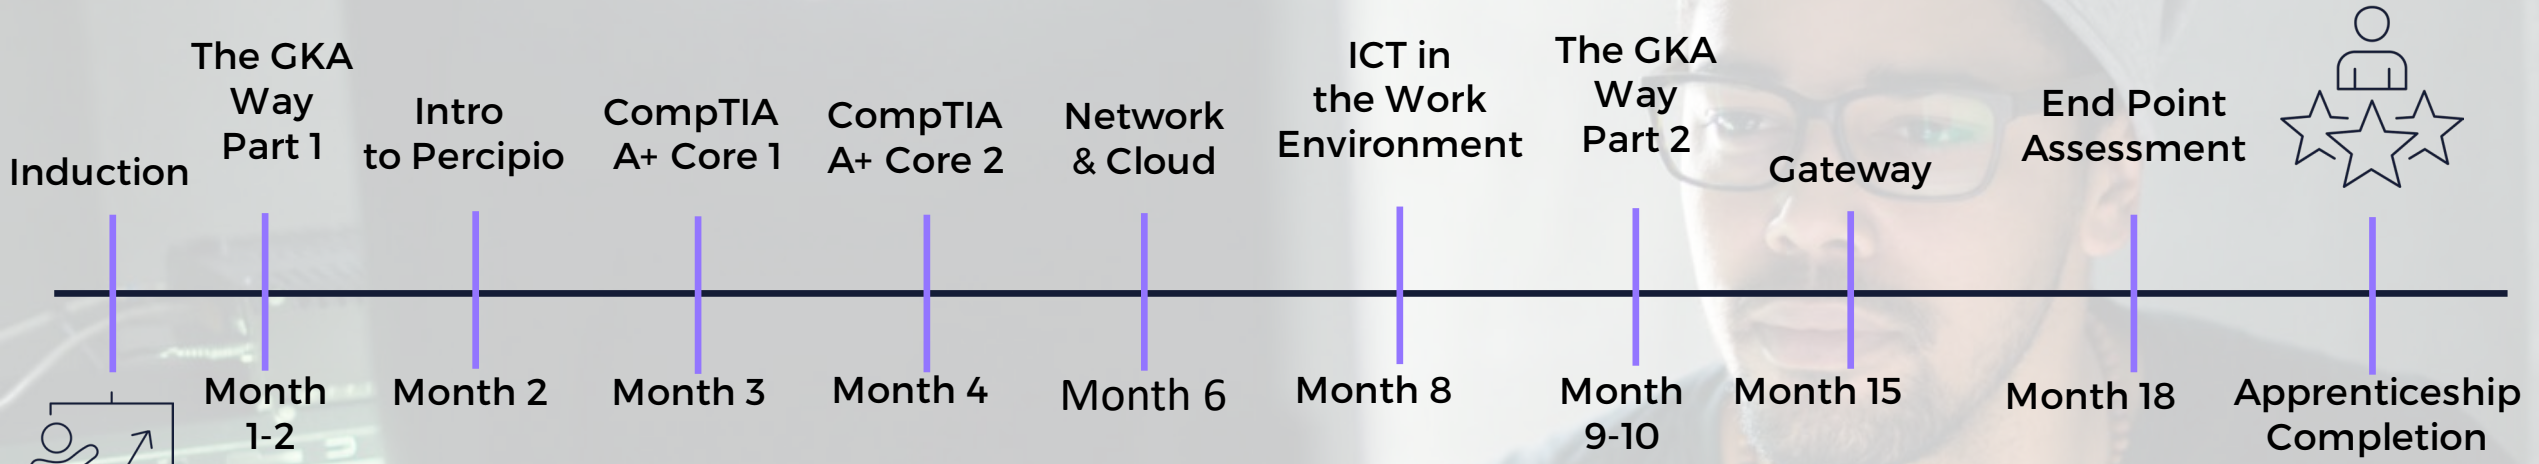 Induction
The GKA
Way
Part 1
Month
1-2
Intro
to Percipio
Month 2
CompTIA
A+ Core 1
Month 3
CompTIA
A+ Core 2
Month 4
Network
& Cloud
Month 6
ICT in
the Work
Environment
Month 8
The GKA
Way
Part 2
Month
9-10
Gateway
Month 15
End Point
Assessment
Month 18
Apprenticeship
Completion